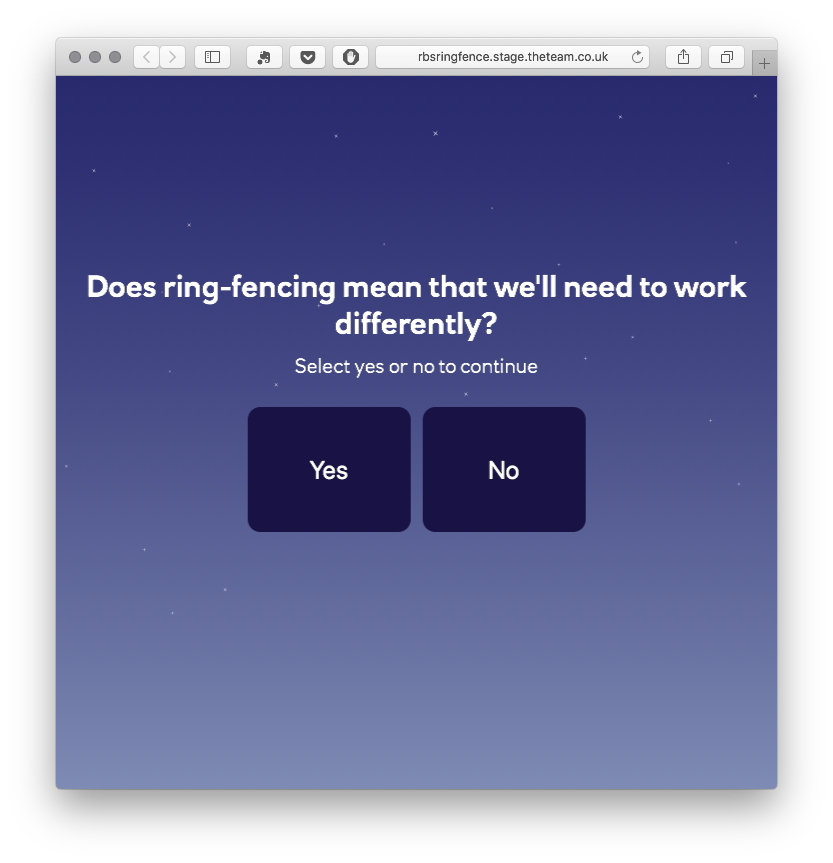 rbsringfence.stage.theteam.co.uk
Does ring-fencing mean that we'll need to work
differently?
Select yes or no to continue
Yes No